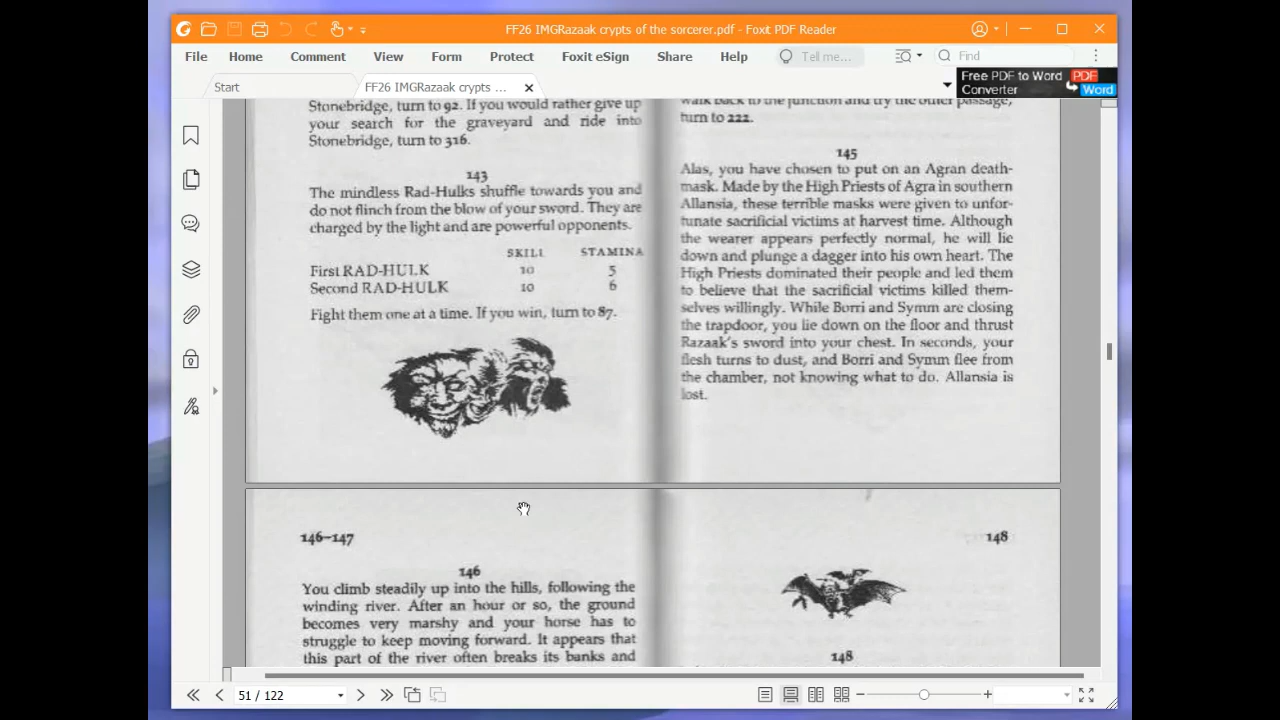 FF26 IMGRazaak crypts of the sorcerer.pdf - Foxit PDF Reader
File Home Comment View Form Protect Foxit eSign Share Help Tell me... Find
Start
FF26 IMGRazaak crypts ...
Free PDF to Word
Converter
PDF
Word
Stonebridge, turn to 92. If you would rather give up
your search for the graveyard and ride into
Stonebridge, turn to 316.
143
The mindless Rad-Hulks shuffle towards you and
do not flinch from the blow of your sword. They are
charged by the light and are powerful opponents.
SKILL STAMINA
First RAD-HULK 10 5
Second RAD-HULK 10 6
Fight them one at a time. If you win, turn to 87.
walk back to the junction and try the other passage,
turn to 222.
145
Alas, you have chosen to put on an Agran death-
mask. Made by the High Priests of Agra in southern
Allansia, these terrible masks were given to unfor-
tunate sacrificial victims at harvest time. Although
the wearer appears perfectly normal, he will lie
down and plunge a dagger into his own heart. The
High Priests dominated their people and led them
to believe that the sacrificial victims killed them-
selves willingly. While Borri and Symm are closing
the trapdoor, you lie down on the floor and thrust
Razaak's sword into your chest. In seconds, your
flesh turns to dust, and Borri and Symm flee from
the chamber, not knowing what to do. Allansia is
lost.
146–147
146
You climb steadily up into the hills, following the
winding river. After an hour or so, the ground
becomes very marshy and your horse has to
struggle to keep moving forward. It appears that
this part of the river often breaks its banks and
148
148
51 / 122